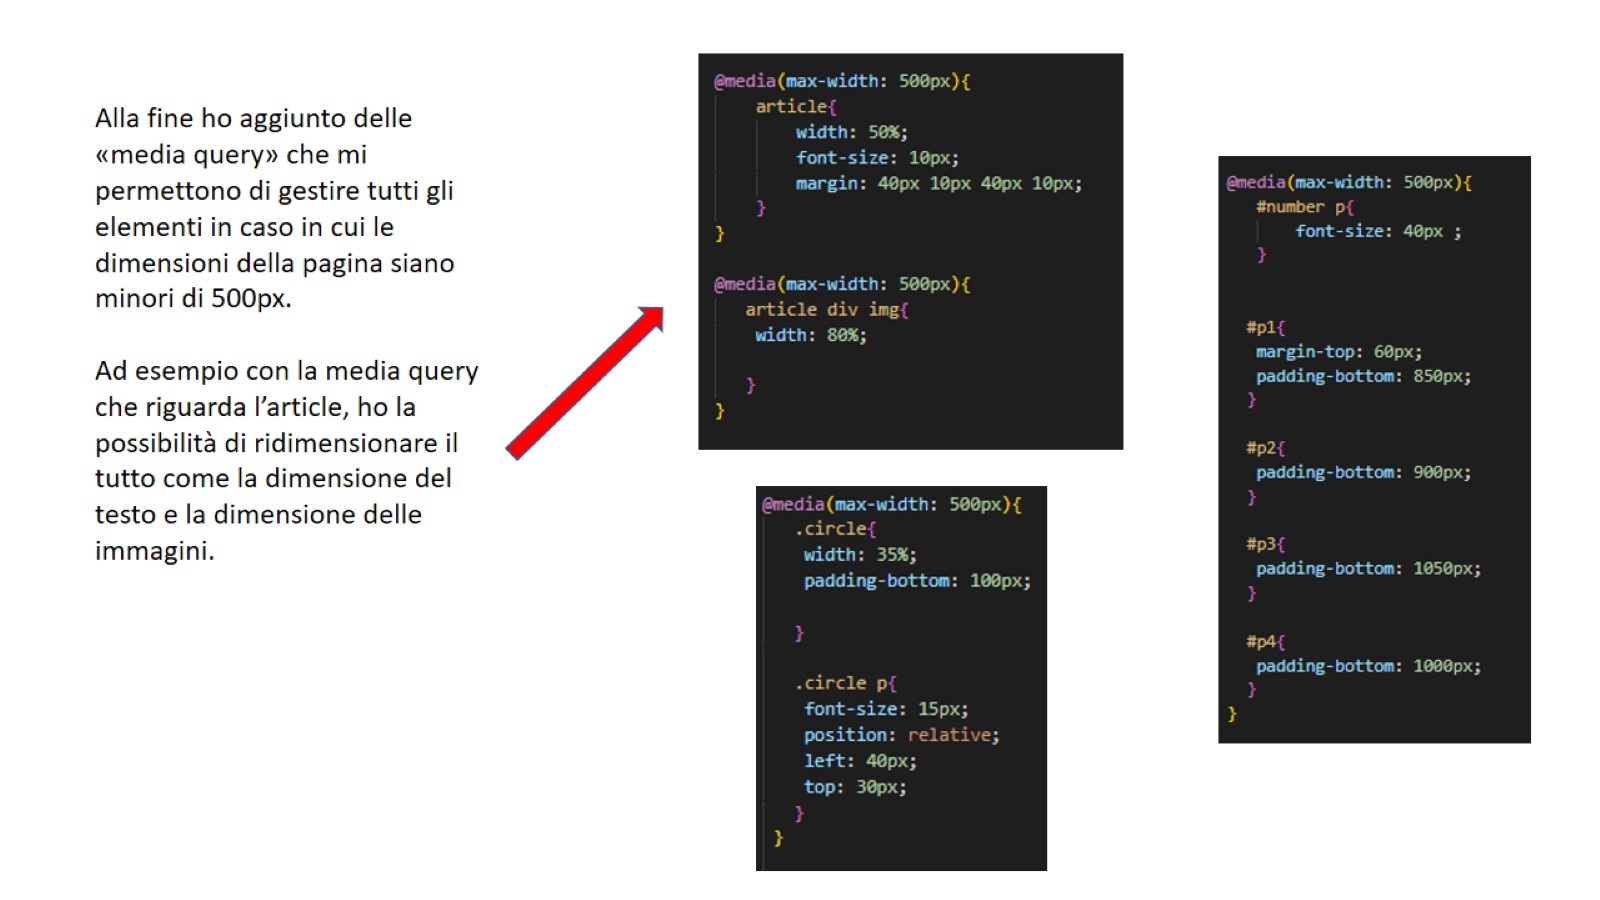 Alla fine ho aggiunto delle
«media query» che mi
permettono di gestire tutti gli
elementi in caso in cui le
dimensioni della pagina siano
minori di 500px.
Ad esempio con la media query
che riguarda l’article, ho la
possibilità di ridimensionare il
tutto come la dimensione del
testo e la dimensione delle
immagini.
@media(max-width: 500px){
article{
width: 50%;
font-size: 10px;
margin: 40px 10px 40px 10px;
}
}
@media(max-width: 500px){
article div img{
width: 80%;
}
}
@media(max-width: 500px){
.circle{
width: 35%;
padding-bottom: 100px;
}
.circle p{
font-size: 15px;
position: relative;
left: 40px;
top: 30px;
}
}
@media(max-width: 500px){
#number p{
font-size: 40px ;
}
#p1{
margin-top: 60px;
padding-bottom: 850px;
}
#p2{
padding-bottom: 900px;
}
#p3{
padding-bottom: 1050px;
}
#p4{
padding-bottom: 1000px;
}
}